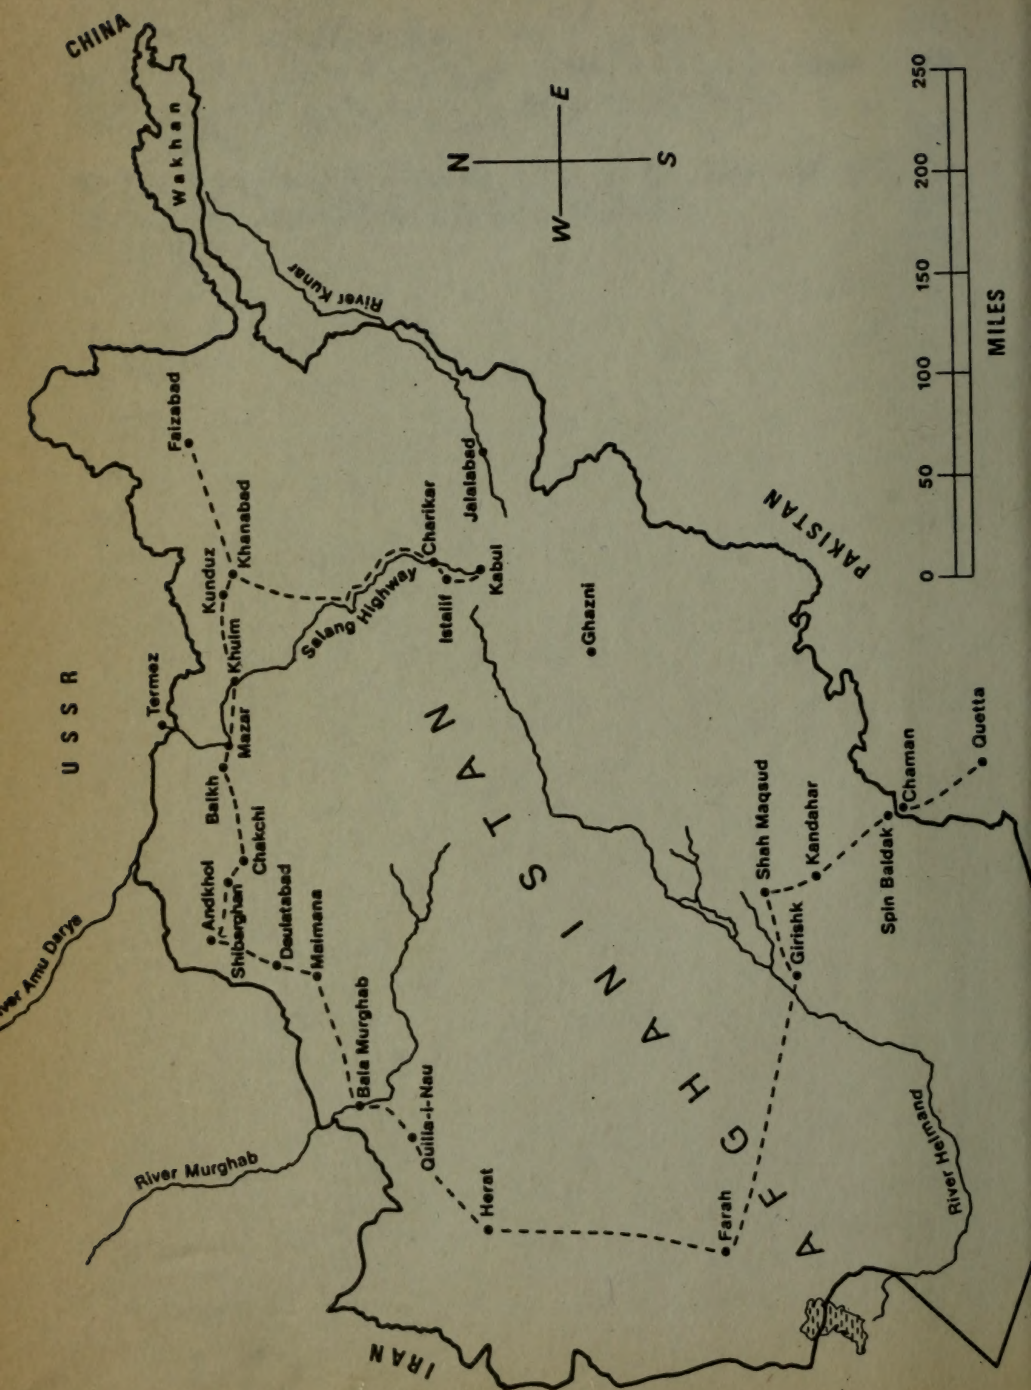 CHINA
Wakhan
N
W
E
S
River Kunar
USSR
Faizabad
Kunduz
Khanabad
Termez
Khulm
Mazar
Balkh
Chakchi
Andkhoi
Shibarghan
Daulatabad
Maimana
River Amu Darya
Salang Highway
Charikar
Istalif
Kabul
Jalalabad
Ghazni
Bala Murghab
River Murghab
Quilla-i-Nau
Herat
Farah
AFGHANISTAN
Shah Maqsud
Girishk
Kandahar
Spin Baldak
Chaman
Quetta
PAKISTAN
River Helmand
IRAN
0 50 100 150 200 250
MILES